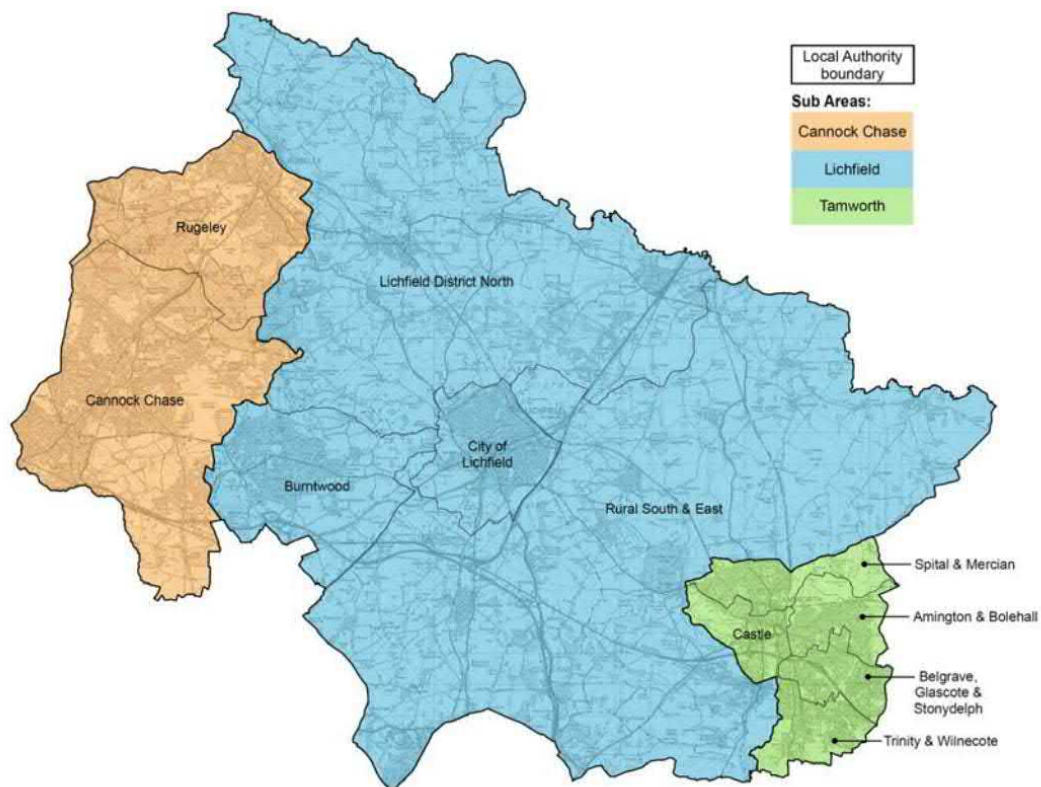 Local Authority
boundary
Sub Areas:
Cannock Chase
Lichfield
Tamworth
Rugeley
Lichfield District North
Cannock Chase
City of
Lichfield
Burntwood
Rural South & East
Spital & Mercian
Amington & Bolehall
Castle
Belgrave,
Glascote &
Stonydelph
Trinity & Wilnecote